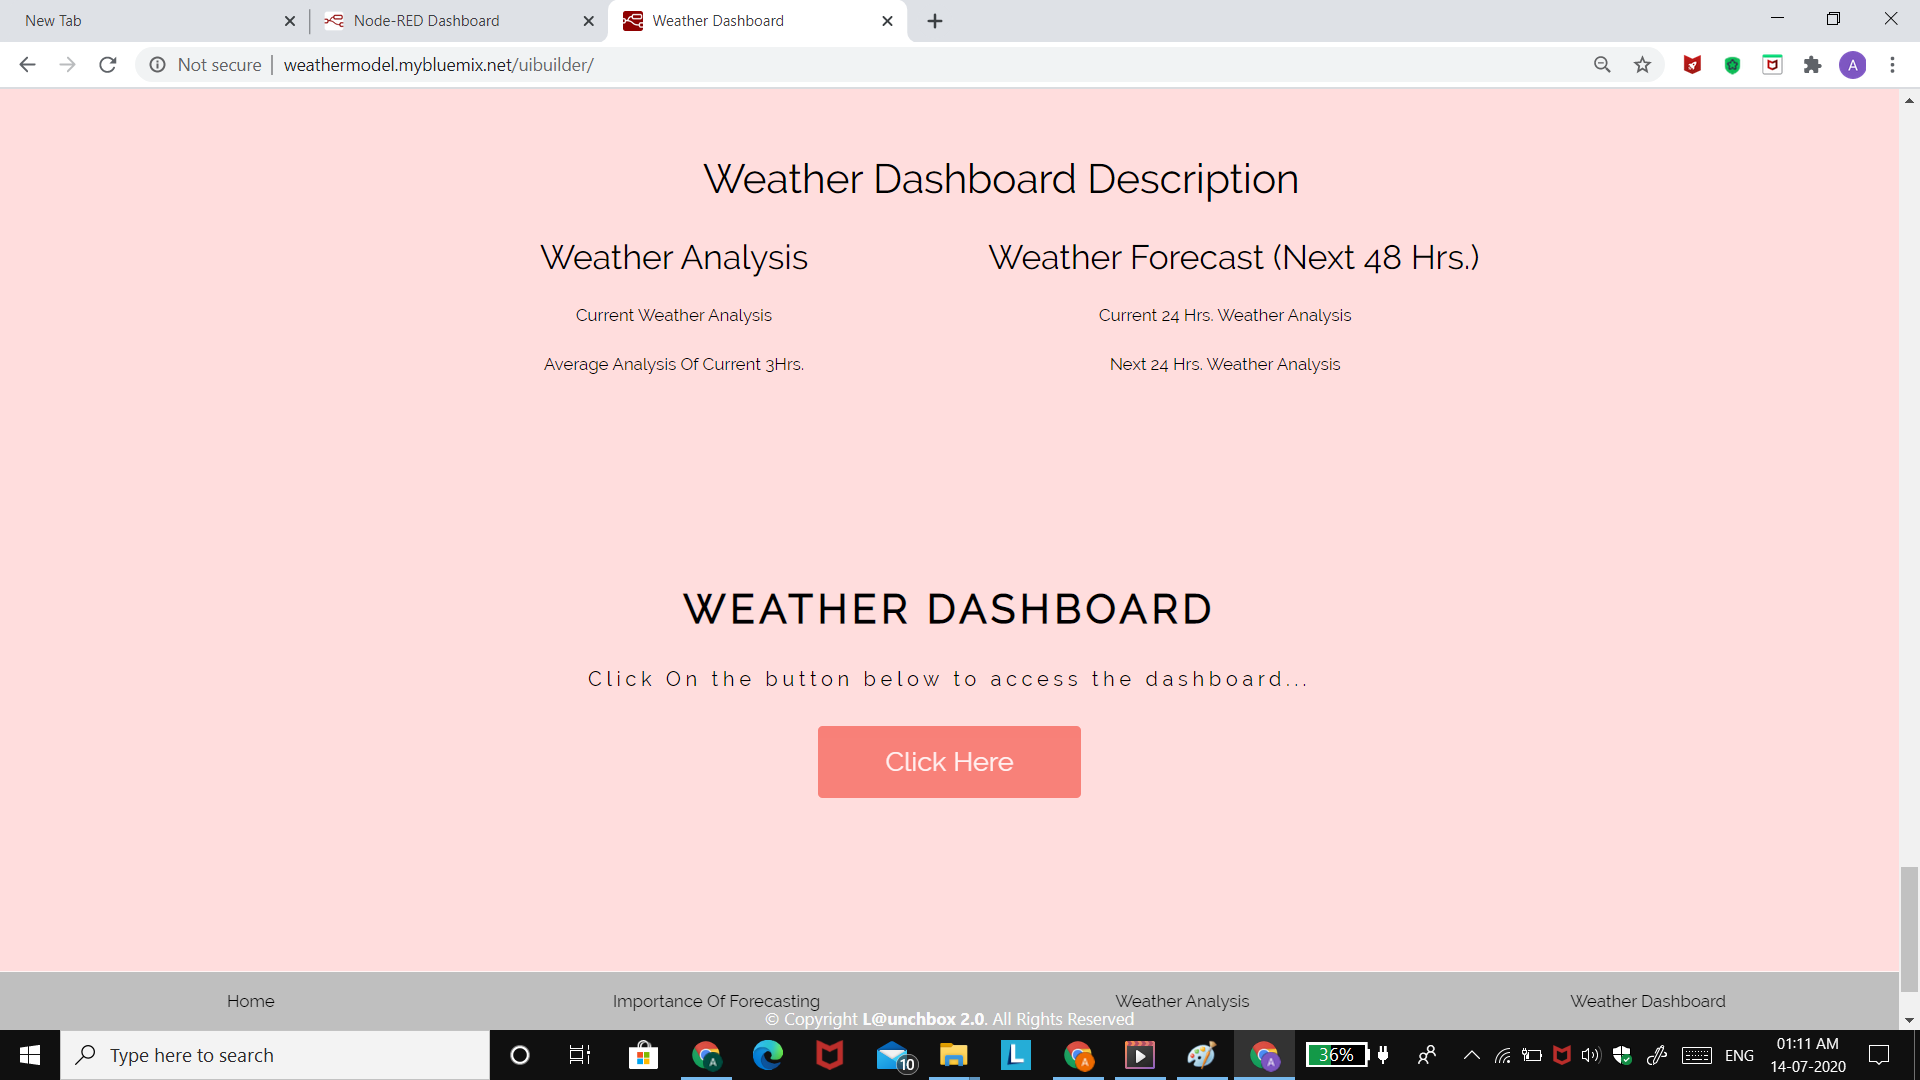 New Tab
Node-RED Dashboard
Weather Dashboard
Not secure
weathermodel.mybluemix.net/uibuilder/
A
Weather Dashboard Description
Weather Analysis
Weather Forecast (Next 48 Hrs.)
Current Weather Analysis
Current 24 Hrs. Weather Analysis
Average Analysis Of Current 3Hrs.
Next 24 Hrs. Weather Analysis
WEATHER DASHBOARD
Click On the button below to access the dashboard...
Click Here
Home
Importance Of Forecasting
Weather Analysis
Weather Dashboard
© Copyright L@unchbox 2.0. All Rights Reserved
Type here to search
A
10
L
A
A
36%
ENG
01:11 AM
14-07-2020